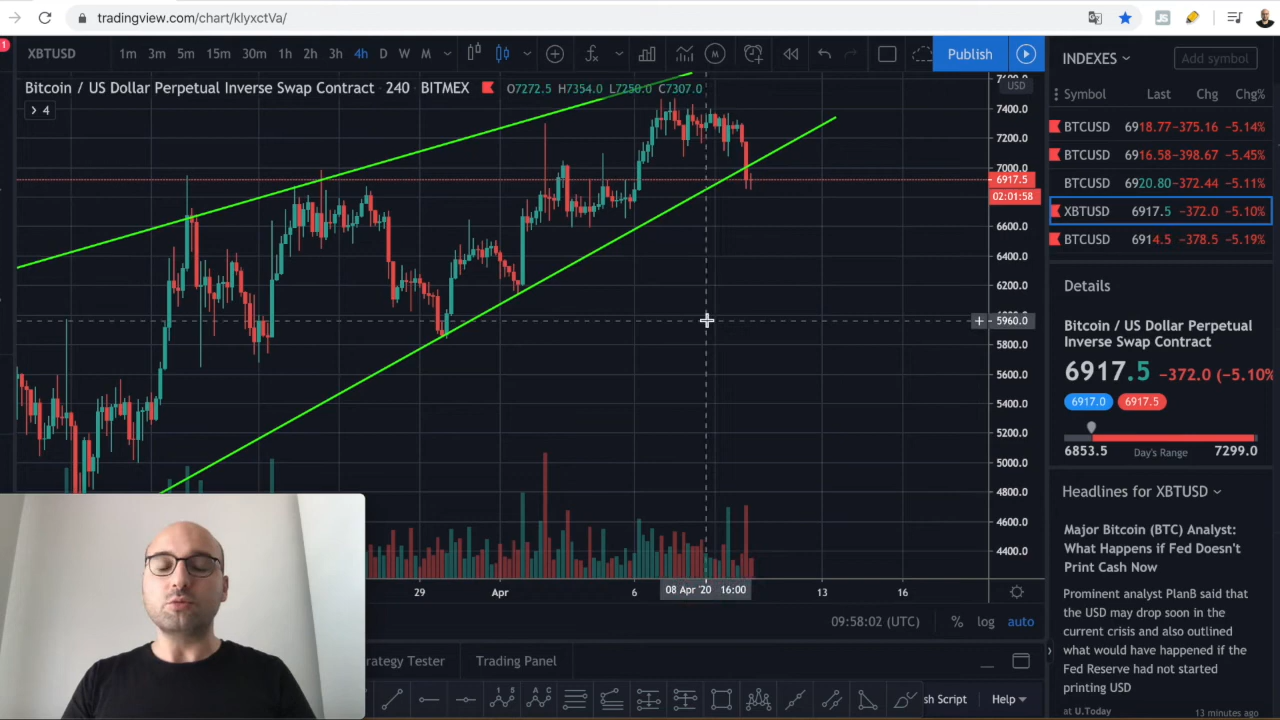 tradingview.com/chart/klyxctVa/
JS
1
XBTUSD 1m 3m 5m 15m 30m 1h 2h 3h 4h D W M
Publish
INDEXES
Add symbol
Bitcoin / US Dollar Perpetual Inverse Swap Contract · 240 · BITMEX
O7272.5 H7354.0 L7250.0 C7307.0
4
USD
7400.0
7200.0
7000.0
6917.5
02:01:58
6600.0
6400.0
6200.0
5960.0
5800.0
5600.0
5400.0
5200.0
5000.0
4800.0
4600.0
4400.0
29 Apr 6 08 Apr '20 16:00 13 16
09:58:02 (UTC) % log auto
rategy Tester Trading Panel
sh Script Help
Symbol Last Chg Chg%
BTCUSD 6918.77 −375.16 −5.14%
BTCUSD 6916.58 −398.67 −5.45%
BTCUSD 6920.80 −372.44 −5.11%
XBTUSD 6917.5 −372.0 −5.10%
BTCUSD 6914.5 −378.5 −5.19%
Details
Bitcoin / US Dollar Perpetual
Inverse Swap Contract
6917.5 −372.0 (−5.10%
6917.0 6917.5
6853.5 Day's Range 7299.0
Headlines for XBTUSD
Major Bitcoin (BTC) Analyst:
What Happens if Fed Doesn't
Print Cash Now
Prominent analyst PlanB said that
the USD may drop soon in the
current crisis and also outlined
what would have happened if the
Fed Reserve had not started
printing USD
at U.Today 13 minutes ago